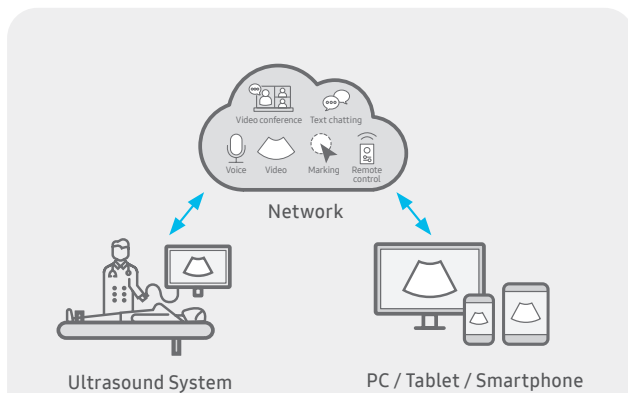 Video conference Text chatting
Voice Video Marking Remote control
Network
Ultrasound System
PC / Tablet / Smartphone